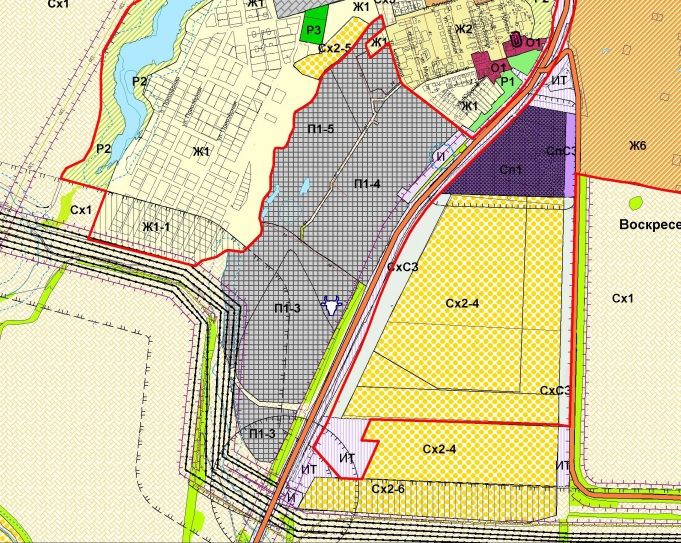 Сх1
Ж1
Ж1
Р3
Сх2-5
Ж1
Ж2
О1
О1
Р1
ИТ
Р2
Ж1
Р2
П1-5
Ж1
И
СпС3
Ж6
Сп1
П1-4
Сх1
Ж1-1
Воскресе
СхС3
Сх2-4
Сх1
П1-3
СхС3
П1-3
Сх2-4
ИТ
ИТ
ИТ
Сх2-6
И